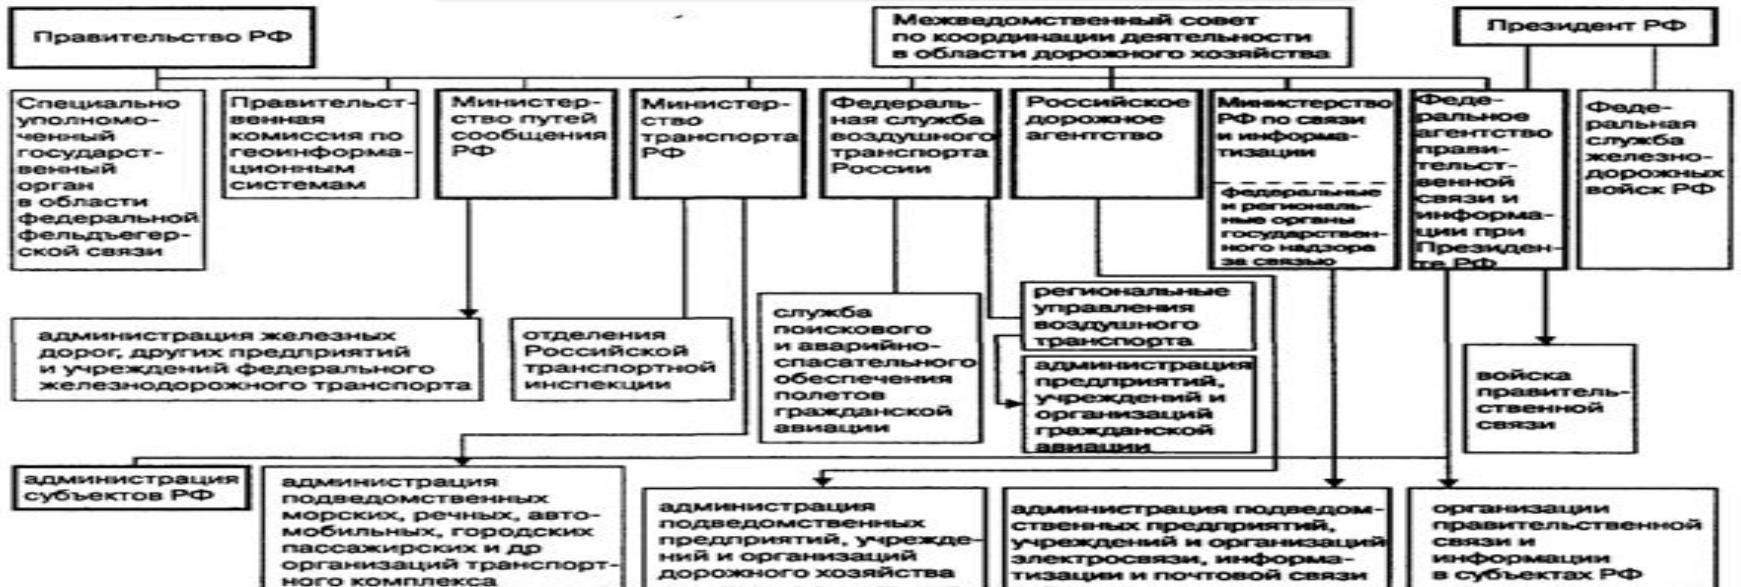 Правительство РФ
Межведомственный совет
по координации деятельности
в области дорожного хозяйства
Президент РФ
Специально
уполномо-
ченный
государст-
венный
орган
в области
федеральной
фельдъегер-
ской связи
Правительст-
венная
комиссия по
геоинформа-
ционным
системам
Министер-
ство путей
сообщения
РФ
Министер-
ство
транспорта
РФ
Федераль-
ная служба
воздушного
транспорта
России
Российское
дорожное
агентство
Министерство
РФ по связи
и информа-
тизации
федеральные
и региональ-
ные органы
государствен-
ного надзора
за связью
Феде-
ральное
агентство
прави-
тельст-
венной
связи и
информа-
ции при
Президен-
те РФ
Феде-
ральная
служба
железно-
дорожных
войск РФ
администрация железных
дорог, других предприятий
и учреждений федерального
железнодорожного транспорта
отделения
Российской
транспортной
инспекции
служба
поискового
и аварийно-
спасательного
обеспечения
полетов
гражданской
авиации
региональные
управления
воздушного
транспорта
администрация
предприятий,
учреждений и
организаций
гражданской
авиации
войска
правитель-
ственной
связи
администрация
субъектов РФ
администрация
подведомственных
морских, речных, авто-
мобильных, городских
пассажирских и др
организаций транспорт-
ного комплекса
администрация
подведомственных
предприятий, учрежде-
ний и организаций
дорожного хозяйства
администрация подведом-
ственных предприятий,
учреждений и организаций
электросвязи, информа-
тизации и почтовой связи
организации
правительственной
связи и
информации
в субъектах РФ